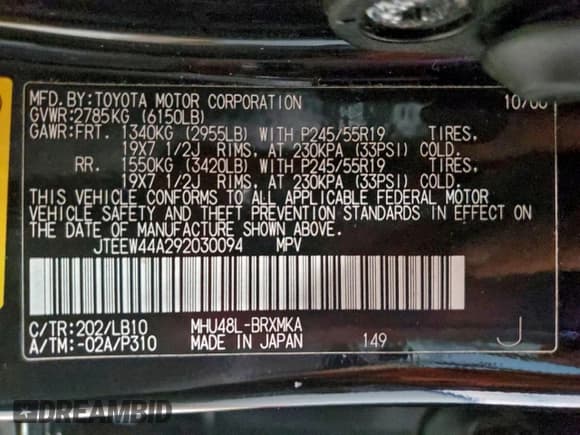 MFD. BY: TOYOTA MOTOR CORPORATION
GVWR: 2785KG (6150LB)
GAWR: FRT. 1340KG (2955LB) WITH P245/55R19 TIRES.
19X7 1/2J RIMS, AT 230KPA (33PSI) COLD.
RR. 1550KG (3420LB) WITH P245/55R19 TIRES.
19X7 1/2J RIMS, AT 230KPA (33PSI) COLD.
THIS VEHICLE CONFORMS TO ALL APPLICABLE FEDERAL MOTOR
VEHICLE SAFETY AND THEFT PREVENTION STANDARDS IN EFFECT ON
THE DATE OF MANUFACTURE SHOWN ABOVE.
JTEEW44A292030094 MPV
C/TR: 202/LB10 MHU48L-BRXMKA
A/TM: -02A/P310 MADE IN JAPAN 149 J
DREAMBID